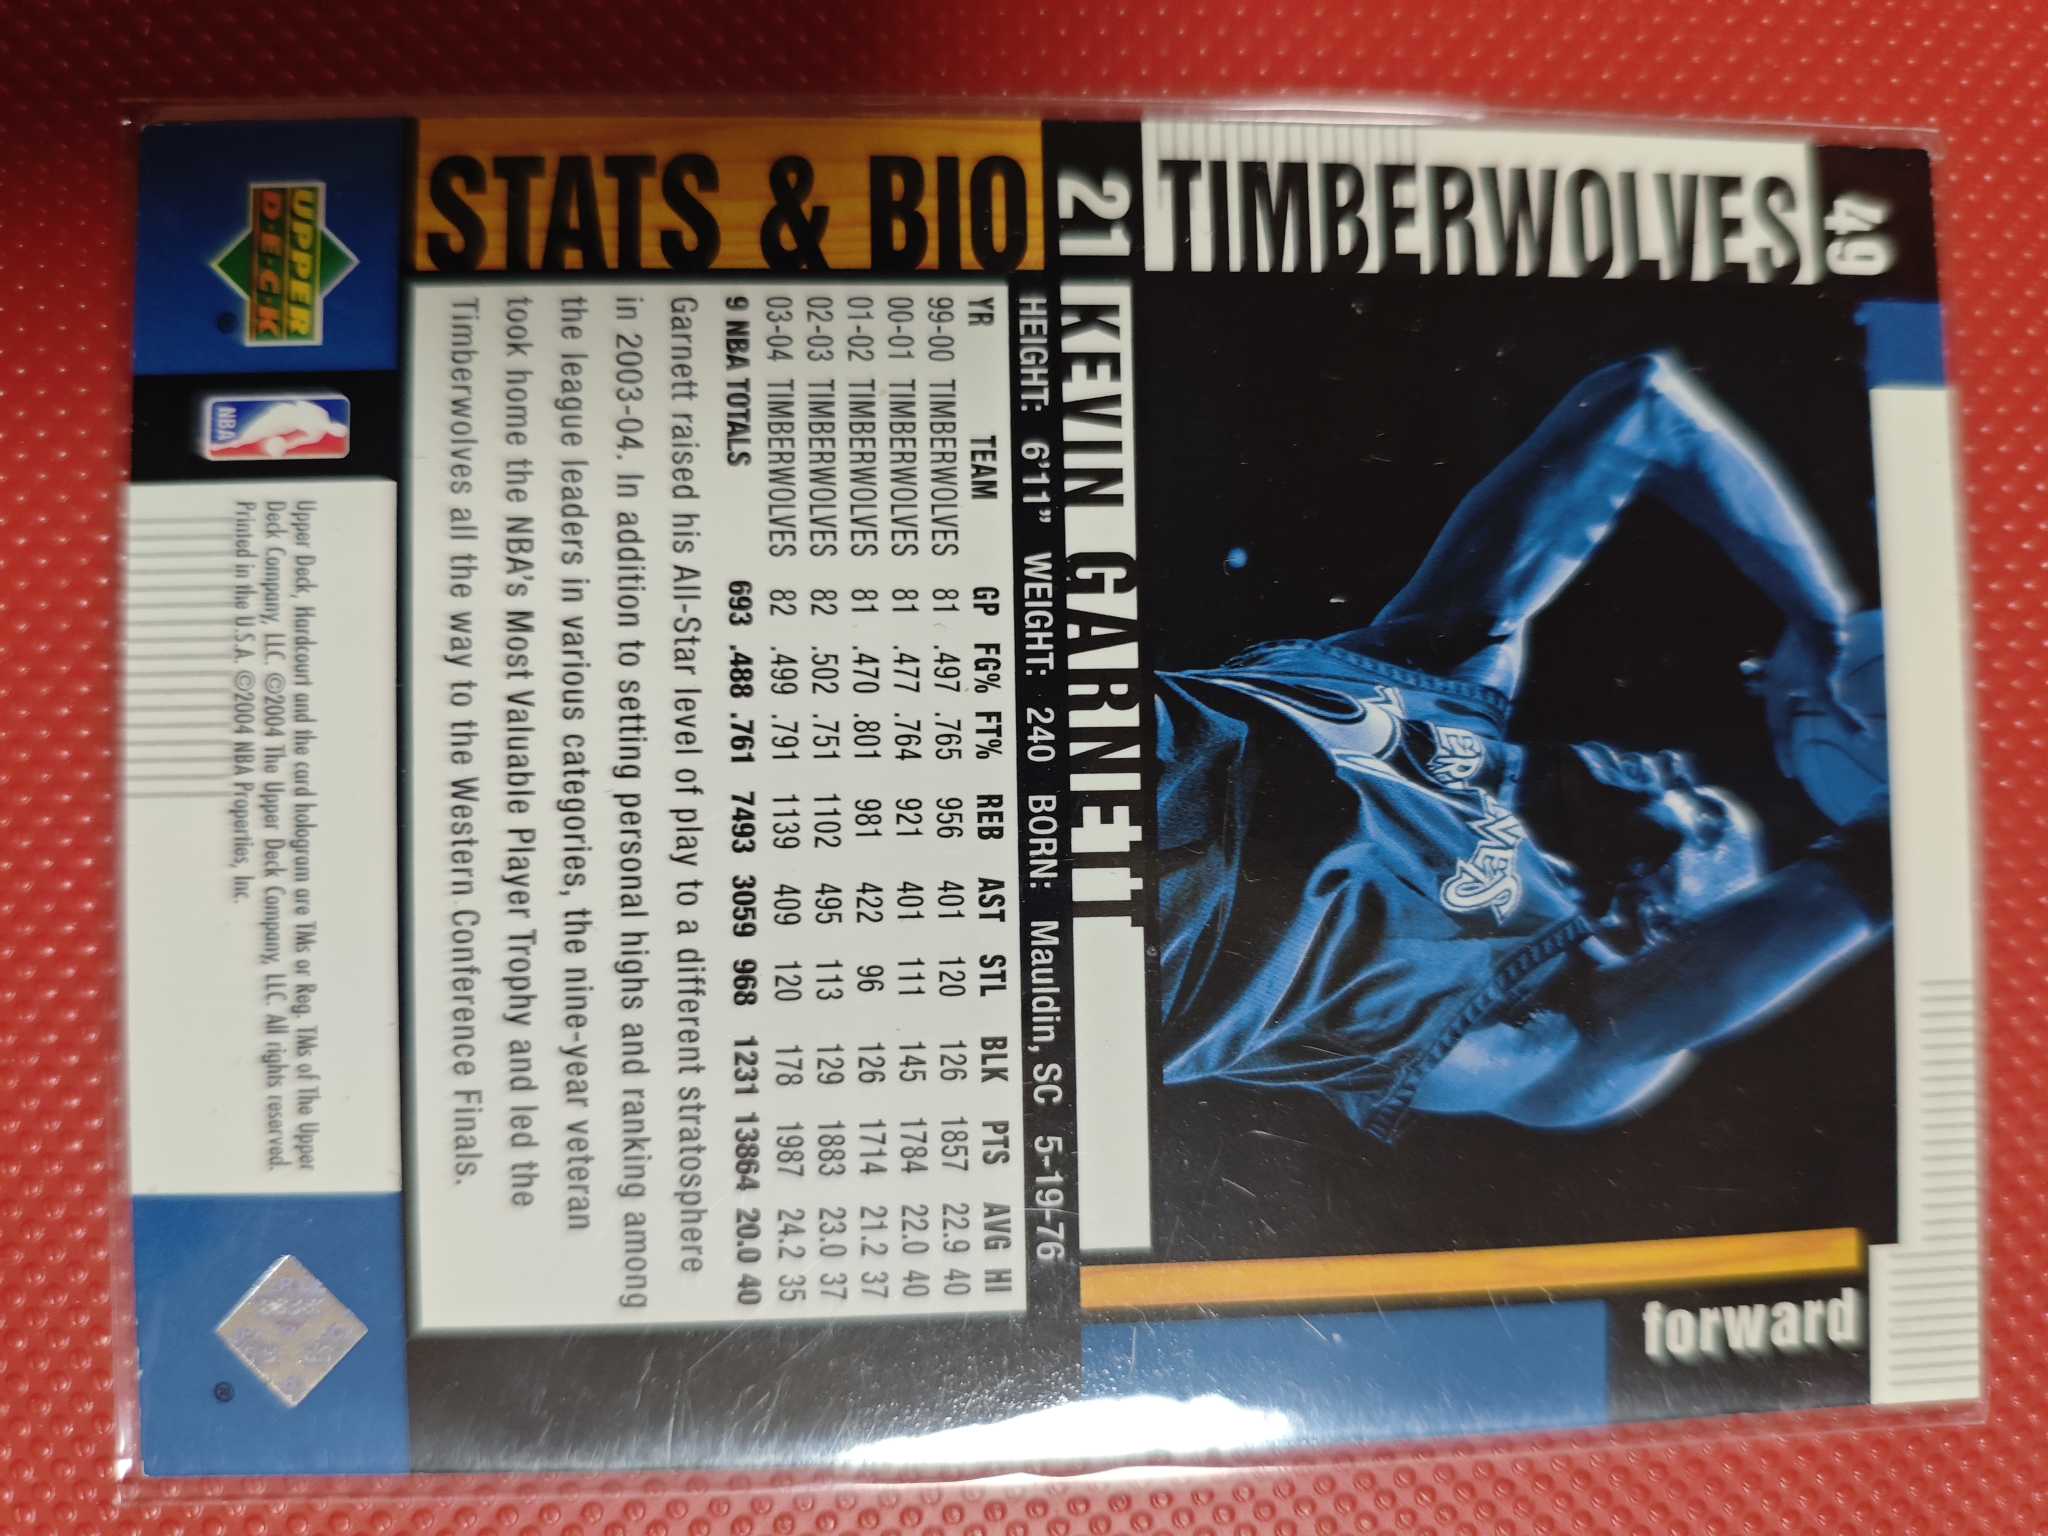 49
TIMBERWOLVES
ERWVES
forward
21 KEVIN GARNEtt
HEIGHT: 6'11” WEIGHT: 240 BORN: Mauldin, SC 5-19-76
STATS & BIO
YR TEAM GP FG% FT% REB AST STL BLK PTS AVG HI
99-00 TIMBERWOLVES 81 .497 .765 956 401 120 126 1857 22.9 40
00-01 TIMBERWOLVES 81 .477 .764 921 401 111 145 1784 22.0 40
01-02 TIMBERWOLVES 81 .470 .801 981 422 96 126 1714 21.2 37
02-03 TIMBERWOLVES 82 .502 .751 1102 495 113 129 1883 23.0 37
03-04 TIMBERWOLVES 82 .499 .791 1139 409 120 178 1987 24.2 35
9 NBA TOTALS 693 .488 .761 7493 3059 968 1231 13864 20.0 40
Garnett raised his All-Star level of play to a different stratosphere
in 2003-04. In addition to setting personal highs and ranking among
the league leaders in various categories, the nine-year veteran
took home the NBA's Most Valuable Player Trophy and led the
Timberwolves all the way to the Western Conference Finals.
UPPER
DECK
®
NBA
Upper Deck, Hardcourt and the card hologram are TMs or Reg. TMs of The Upper
Deck Company, LLC. ©2004 The Upper Deck Company, LLC. All rights reserved.
Printed in the U.S.A. ©2004 NBA Properties, Inc.
®